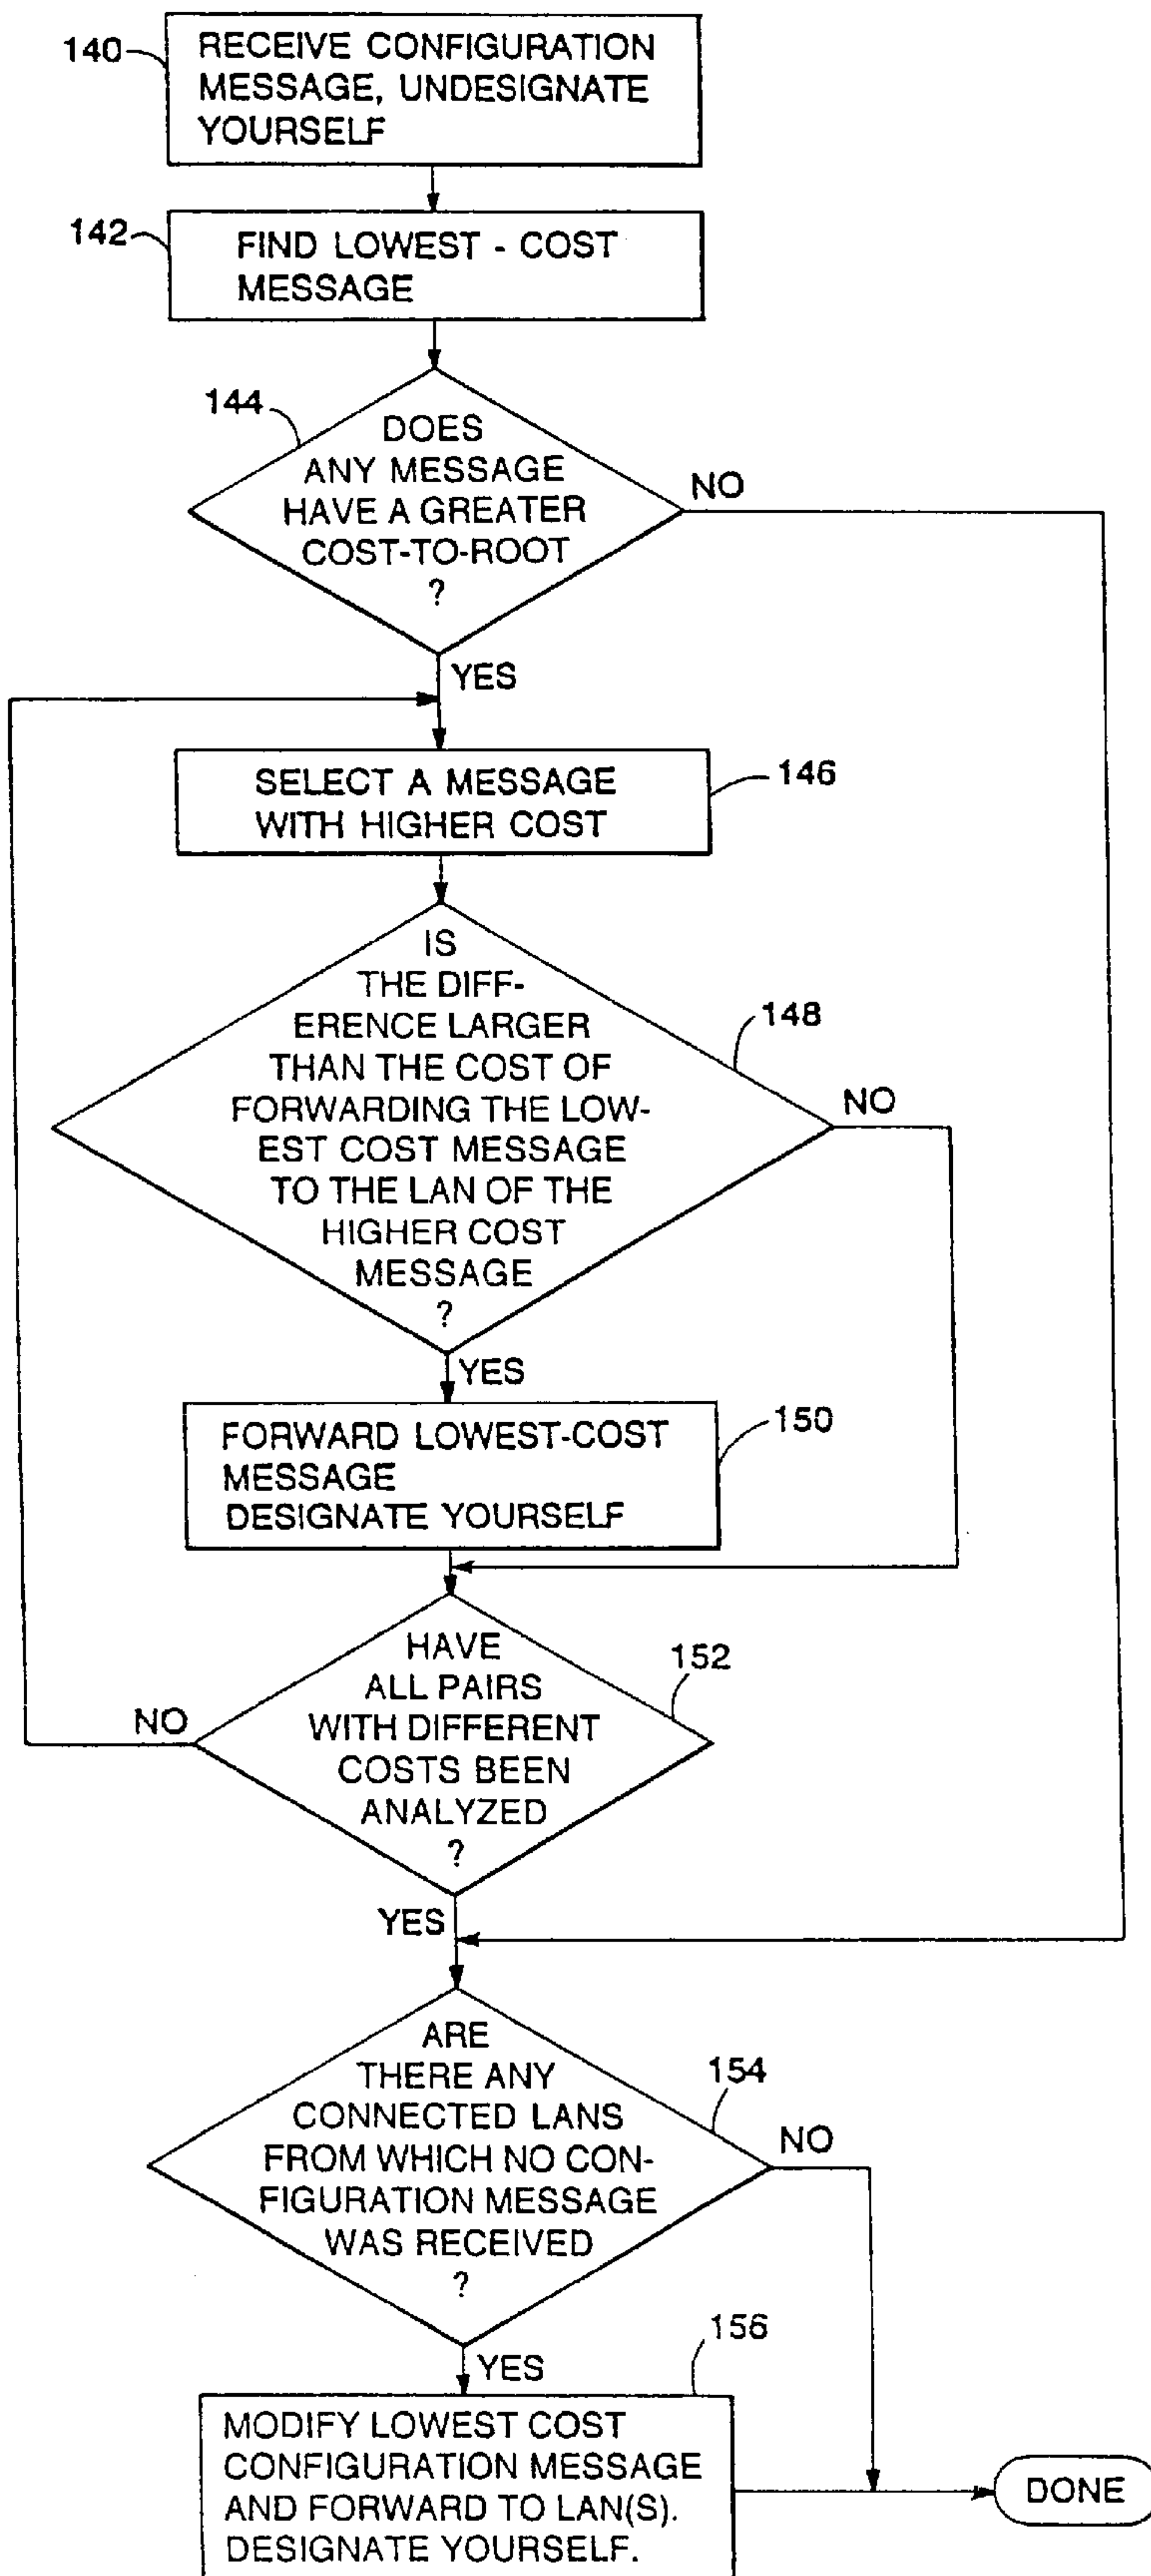 140
RECEIVE CONFIGURATION
MESSAGE, UNDESIGNATE
YOURSELF
142
FIND LOWEST - COST
MESSAGE
144
DOES
ANY MESSAGE
HAVE A GREATER
COST-TO-ROOT
?
NO
YES
SELECT A MESSAGE
WITH HIGHER COST
146
IS
THE DIFF-
ERENCE LARGER
THAN THE COST OF
FORWARDING THE LOW-
EST COST MESSAGE
TO THE LAN OF THE
HIGHER COST
MESSAGE
?
148
NO
YES
FORWARD LOWEST-COST
MESSAGE
DESIGNATE YOURSELF
150
HAVE
ALL PAIRS
WITH DIFFERENT
COSTS BEEN
ANALYZED
?
152
NO
YES
ARE
THERE ANY
CONNECTED LANS
FROM WHICH NO CON-
FIGURATION MESSAGE
WAS RECEIVED
?
154
NO
YES
156
MODIFY LOWEST COST
CONFIGURATION MESSAGE
AND FORWARD TO LAN(S).
DESIGNATE YOURSELF.
DONE